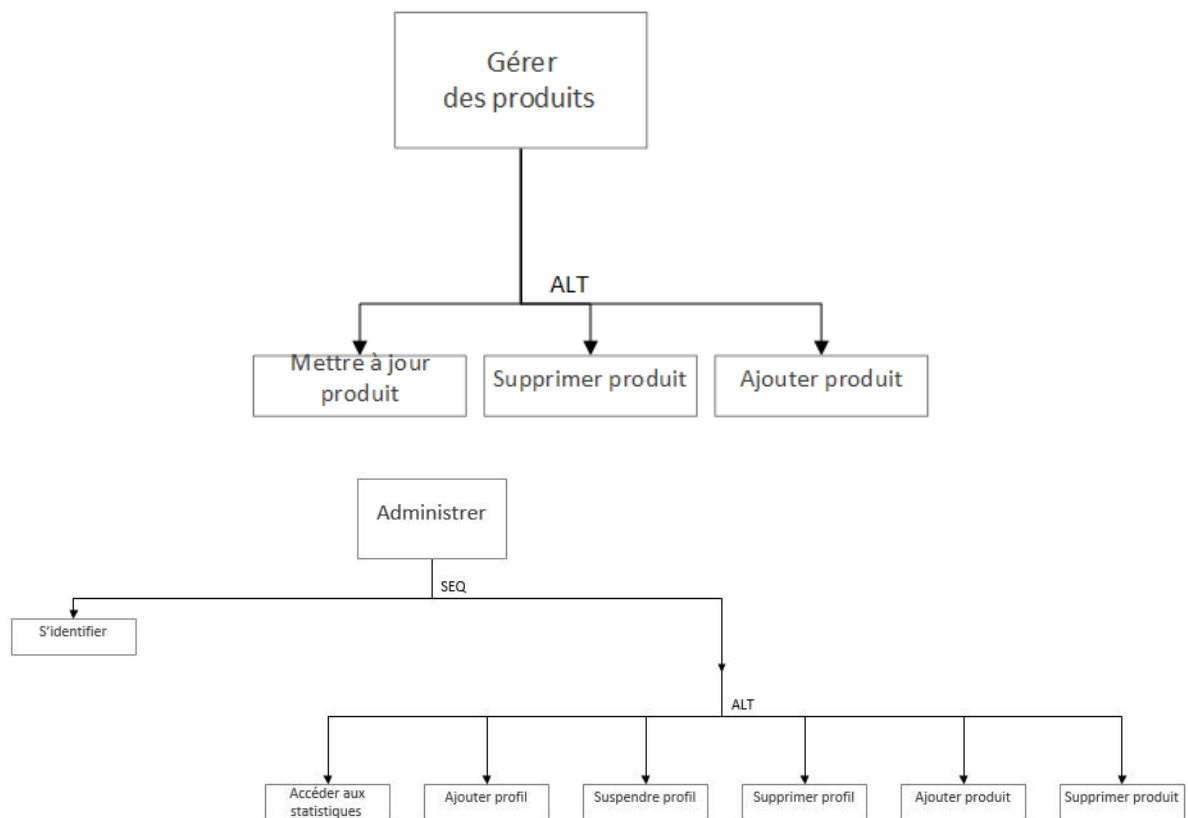 Gérer
des produits
ALT
Mettre à jour
produit
Supprimer produit
Ajouter produit
Administrer
SEQ
S'identifier
ALT
Accéder aux
statistiques
Ajouter profil
Suspendre profil
Supprimer profil
Ajouter produit
Supprimer produit